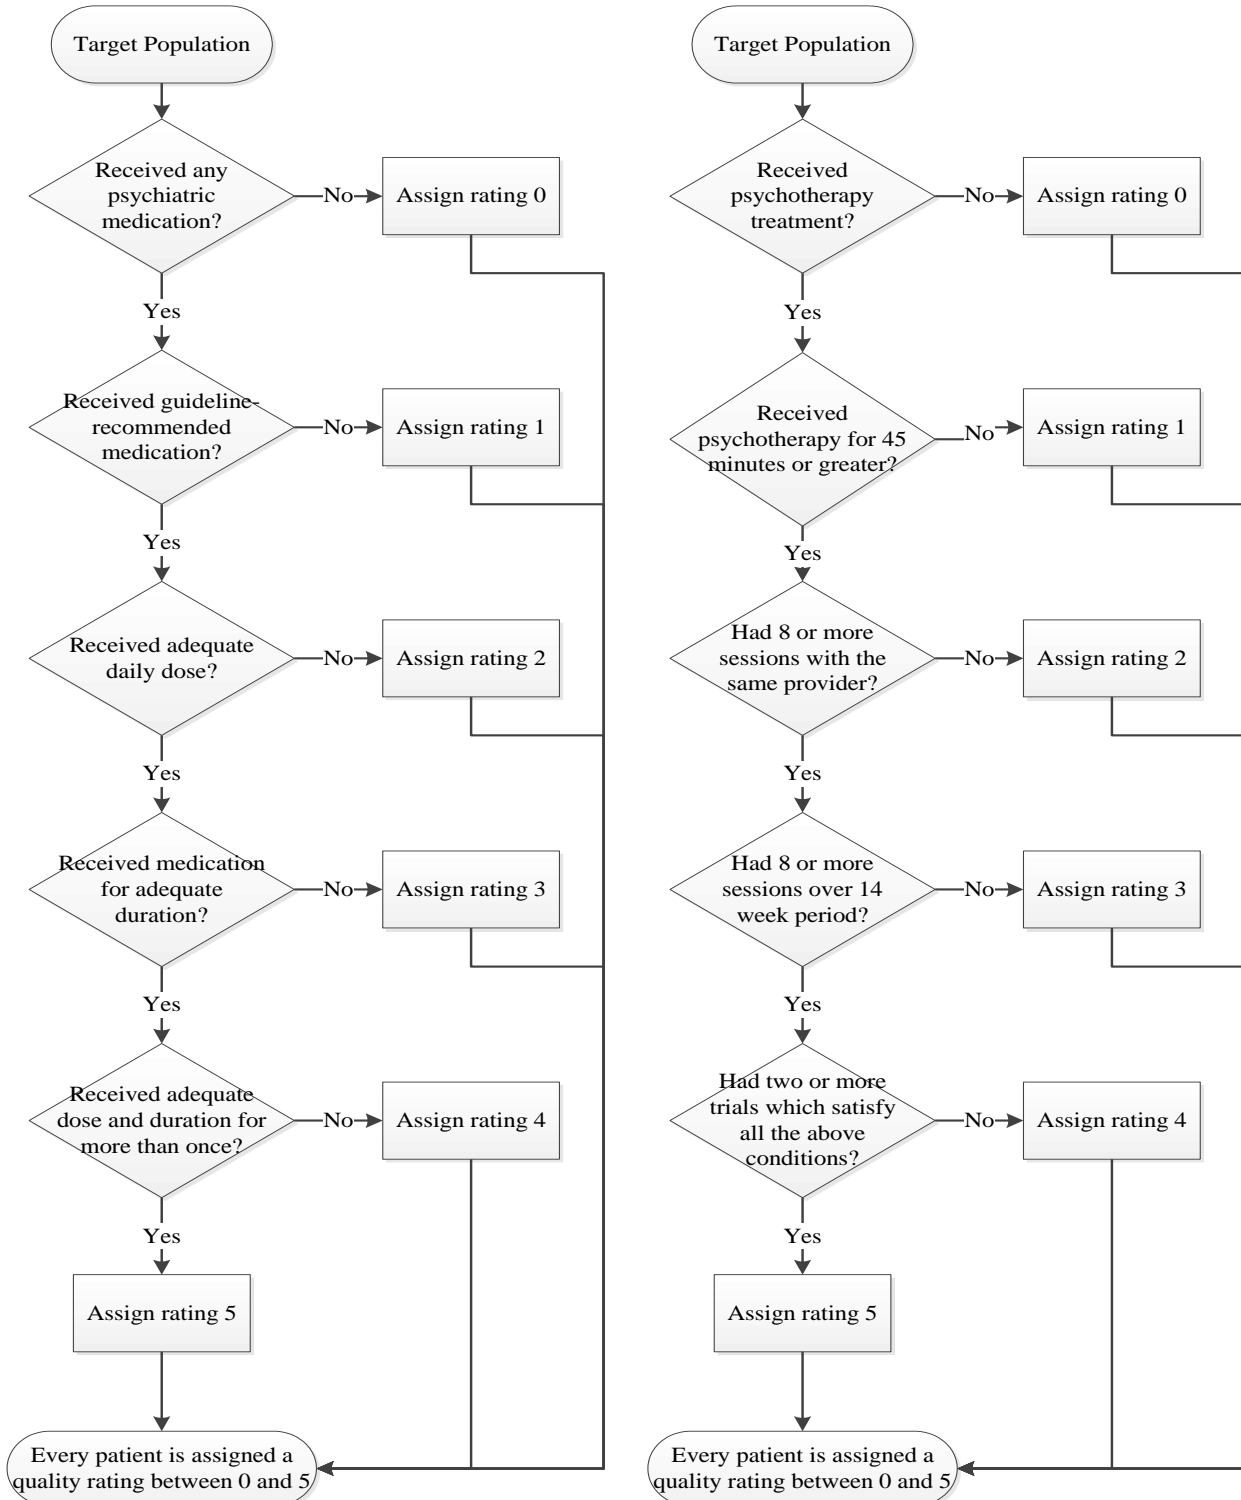 Target Population
Received any
psychiatric
medication?
No
Assign rating 0
Yes
Received guideline-
recommended
medication?
No
Assign rating 1
Yes
Received adequate
daily dose?
No
Assign rating 2
Yes
Received medication
for adequate
duration?
No
Assign rating 3
Yes
Received adequate
dose and duration for
more than once?
No
Assign rating 4
Yes
Assign rating 5
Every patient is assigned a
quality rating between 0 and 5
Target Population
Received
psychotherapy
treatment?
No
Assign rating 0
Yes
Received
psychotherapy for 45
minutes or greater?
No
Assign rating 1
Yes
Had 8 or more
sessions with the
same provider?
No
Assign rating 2
Yes
Had 8 or more
sessions over 14
week period?
No
Assign rating 3
Yes
Had two or more
trials which satisfy
all the above
conditions?
No
Assign rating 4
Yes
Assign rating 5
Every patient is assigned a
quality rating between 0 and 5